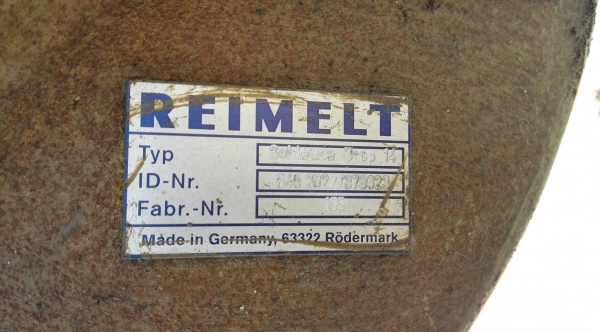 REIMELT
Typ
ID-Nr.
Fabr.-Nr.
Made in Germany, 63322 Rödermark